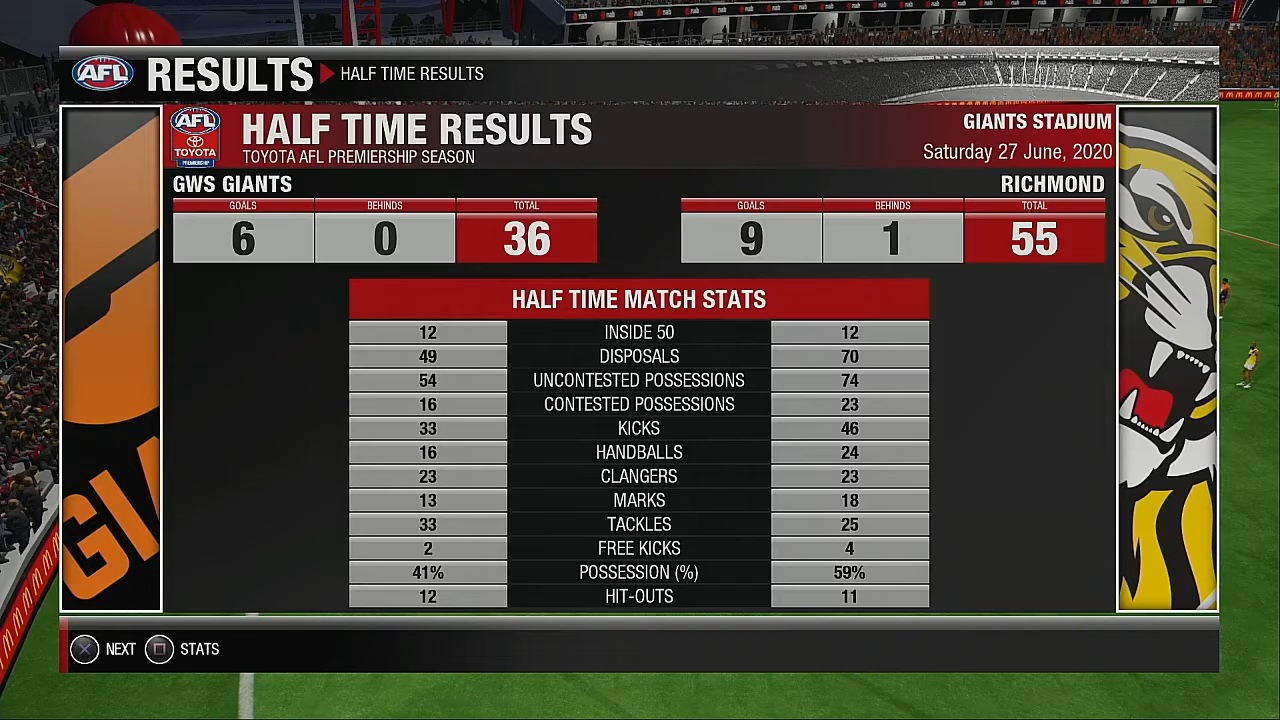 AFL RESULTS HALF TIME RESULTS
AFL TOYOTA PREMIERSHIP
HALF TIME RESULTS
TOYOTA AFL PREMIERSHIP SEASON
GIANTS STADIUM
Saturday 27 June, 2020
GWS GIANTS
RICHMOND
GOALS BEHINDS TOTAL
6 0 36
GOALS BEHINDS TOTAL
9 1 55
HALF TIME MATCH STATS
12 INSIDE 50 12
49 DISPOSALS 70
54 UNCONTESTED POSSESSIONS 74
16 CONTESTED POSSESSIONS 23
33 KICKS 46
16 HANDBALLS 24
23 CLANGERS 23
13 MARKS 18
33 TACKLES 25
2 FREE KICKS 4
41% POSSESSION (%) 59%
12 HIT-OUTS 11
GI
NEXT STATS